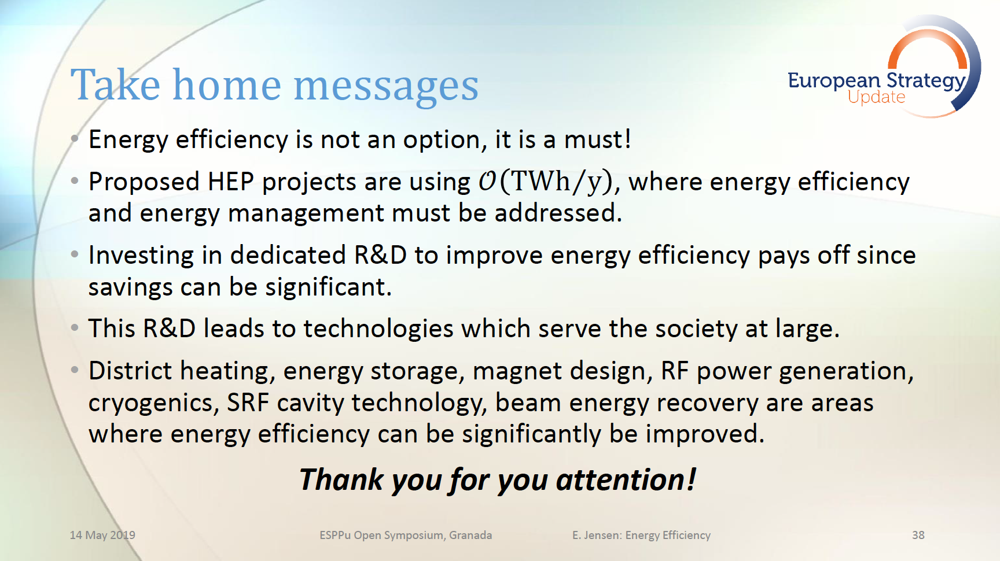 European Strategy
Update
Take home messages
• Energy efficiency is not an option, it is a must!
• Proposed HEP projects are using 𝒪(TWh/y), where energy efficiency
and energy management must be addressed.
• Investing in dedicated R&D to improve energy efficiency pays off since
savings can be significant.
• This R&D leads to technologies which serve the society at large.
• District heating, energy storage, magnet design, RF power generation,
cryogenics, SRF cavity technology, beam energy recovery are areas
where energy efficiency can be significantly be improved.
Thank you for you attention!
14 May 2019 ESPPu Open Symposium, Granada E. Jensen: Energy Efficiency 38